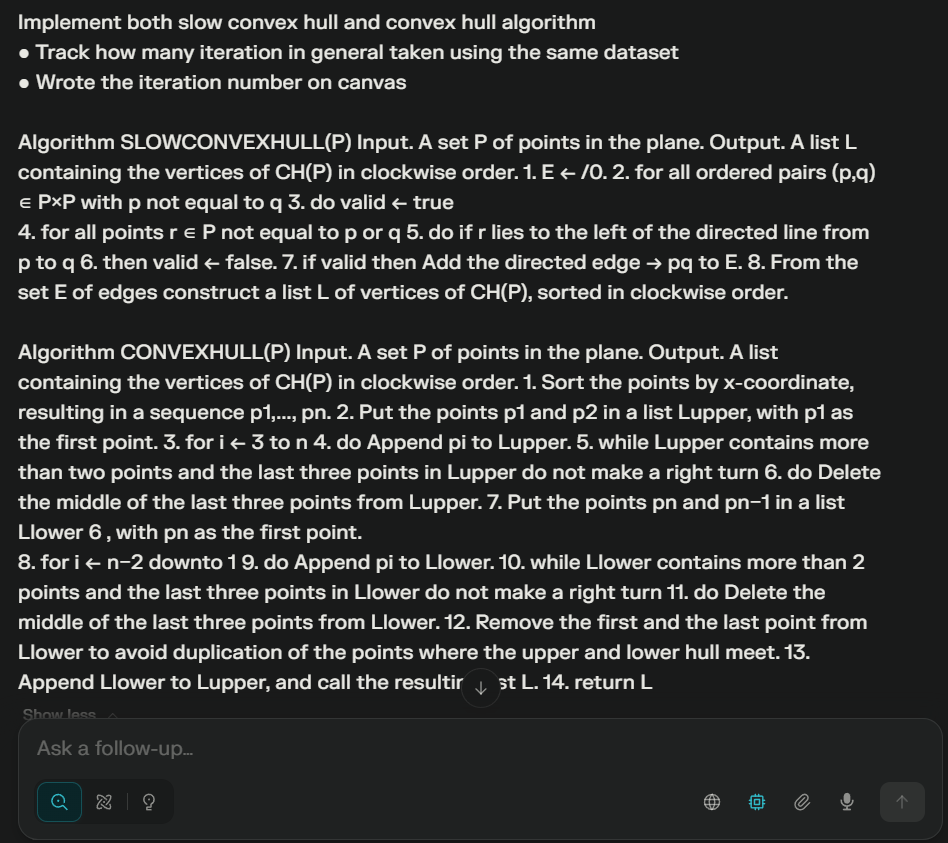 Implement both slow convex hull and convex hull algorithm
● Track how many iteration in general taken using the same dataset
● Wrote the iteration number on canvas
Algorithm SLOWCONVEXHULL(P) Input. A set P of points in the plane. Output. A list L
containing the vertices of CH(P) in clockwise order. 1. E ← /0. 2. for all ordered pairs (p,q)
∈ P×P with p not equal to q 3. do valid ← true
4. for all points r ∈ P not equal to p or q 5. do if r lies to the left of the directed line from
p to q 6. then valid ← false. 7. if valid then Add the directed edge → pq to E. 8. From the
set E of edges construct a list L of vertices of CH(P), sorted in clockwise order.
Algorithm CONVEXHULL(P) Input. A set P of points in the plane. Output. A list
containing the vertices of CH(P) in clockwise order. 1. Sort the points by x-coordinate,
resulting in a sequence p1,..., pn. 2. Put the points p1 and p2 in a list Lupper, with p1 as
the first point. 3. for i ← 3 to n 4. do Append pi to Lupper. 5. while Lupper contains more
than two points and the last three points in Lupper do not make a right turn 6. do Delete
the middle of the last three points from Lupper. 7. Put the points pn and pn−1 in a list
Llower 6 , with pn as the first point.
8. for i ← n−2 downto 1 9. do Append pi to Llower. 10. while Llower contains more than 2
points and the last three points in Llower do not make a right turn 11. do Delete the
middle of the last three points from Llower. 12. Remove the first and the last point from
Llower to avoid duplication of the points where the upper and lower hull meet. 13.
Append Llower to Lupper, and call the resultin st L. 14. return L
Show less
Ask a follow-up...